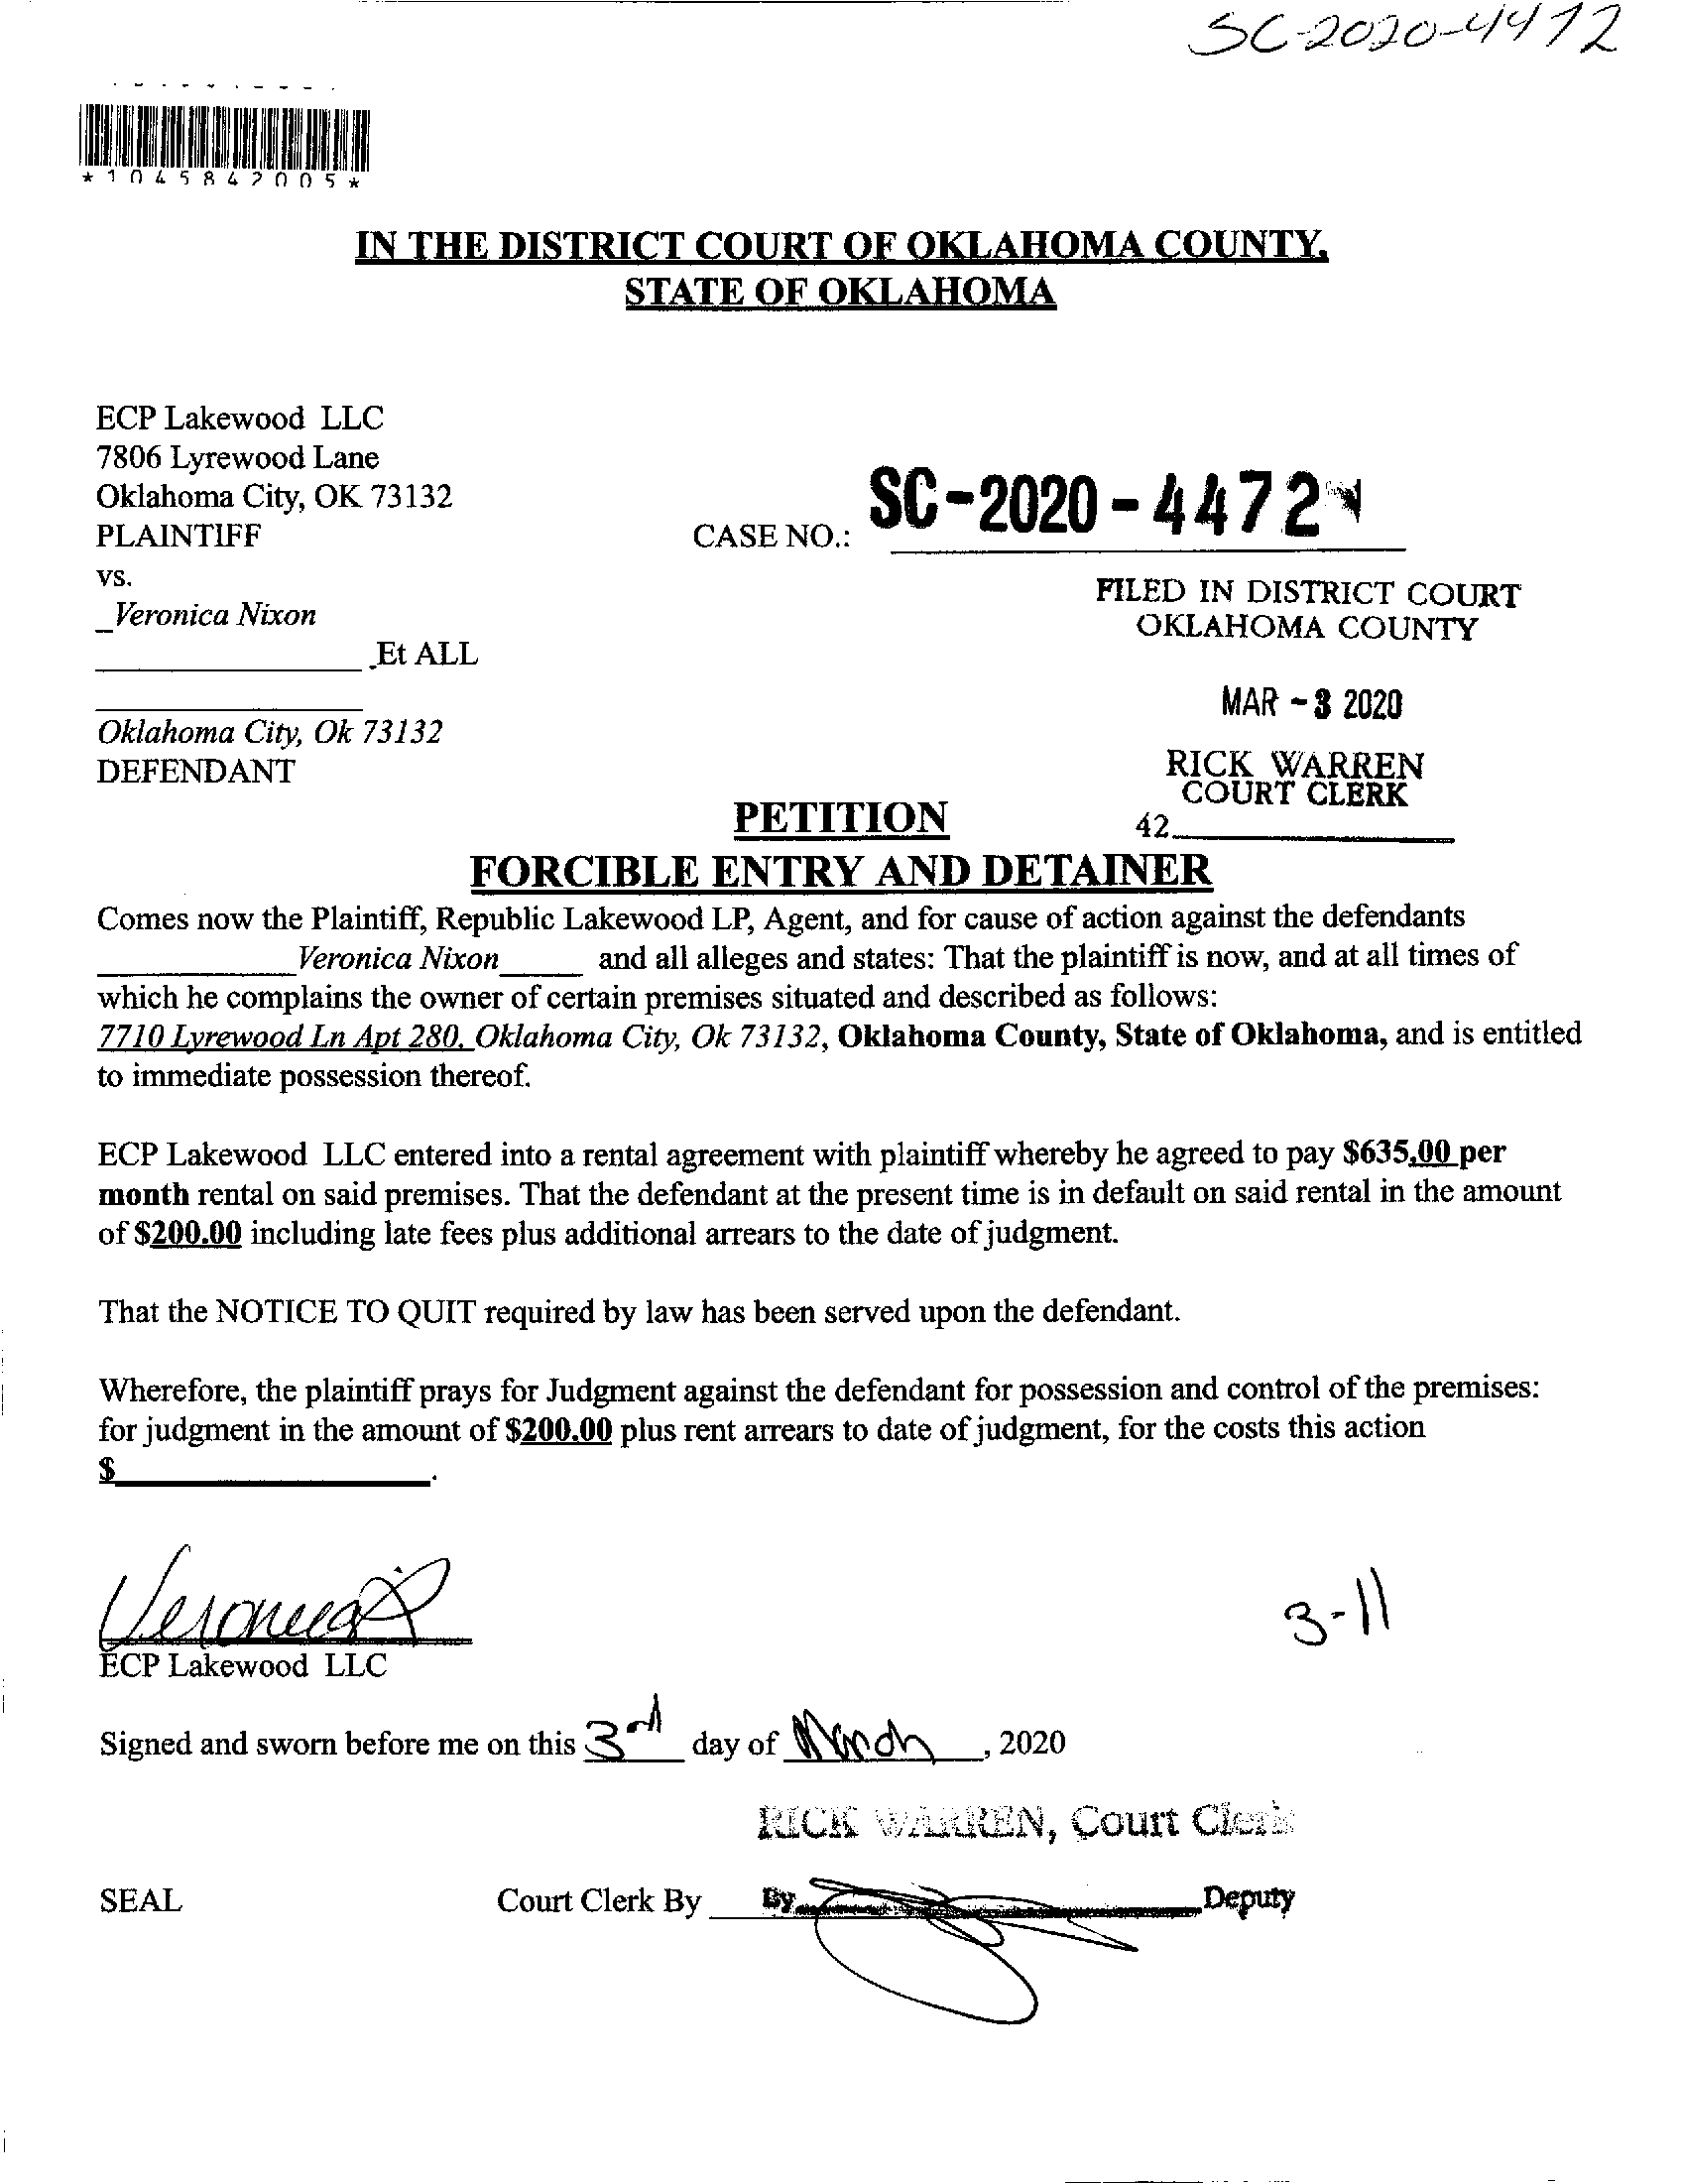 SC-2020-4472
*1045842005*
IN THE DISTRICT COURT OF OKLAHOMA COUNTY,
STATE OF OKLAHOMA
ECP Lakewood LLC
7806 Lyrewood Lane
Oklahoma City, OK 73132
PLAINTIFF
CASE NO.: SC-2020-4472
vs.
_Veronica Nixon
FILED IN DISTRICT COURT
OKLAHOMA COUNTY
_______________.Et ALL
MAR -3 2020
Oklahoma City, Ok 73132
DEFENDANT
RICK WARREN
COURT CLERK
42
PETITION
FORCIBLE ENTRY AND DETAINER
Comes now the Plaintiff, Republic Lakewood LP, Agent, and for cause of action against the defendants
____________Veronica Nixon_____ and all alleges and states: That the plaintiff is now, and at all times of
which he complains the owner of certain premises situated and described as follows:
7710 Lyrewood Ln Apt 280, Oklahoma City, Ok 73132, Oklahoma County, State of Oklahoma, and is entitled
to immediate possession thereof.
ECP Lakewood LLC entered into a rental agreement with plaintiff whereby he agreed to pay $635.00 per
month rental on said premises. That the defendant at the present time is in default on said rental in the amount
of $200.00 including late fees plus additional arrears to the date of judgment.
That the NOTICE TO QUIT required by law has been served upon the defendant.
Wherefore, the plaintiff prays for Judgment against the defendant for possession and control of the premises:
for judgment in the amount of $200.00 plus rent arrears to date of judgment, for the costs this action
$___________________.
Veronica
3-11
ECP Lakewood LLC
Signed and sworn before me on this 3rd day of March, 2020
RICK WARREN, Court Clerk
SEAL
Court Clerk By By Deputy